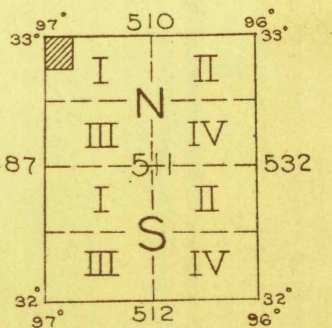 97° 510 96°
33° 33°
I II
N
III IV
87 511 532
I II
S
III IV
32° 32°
97° 512 96°